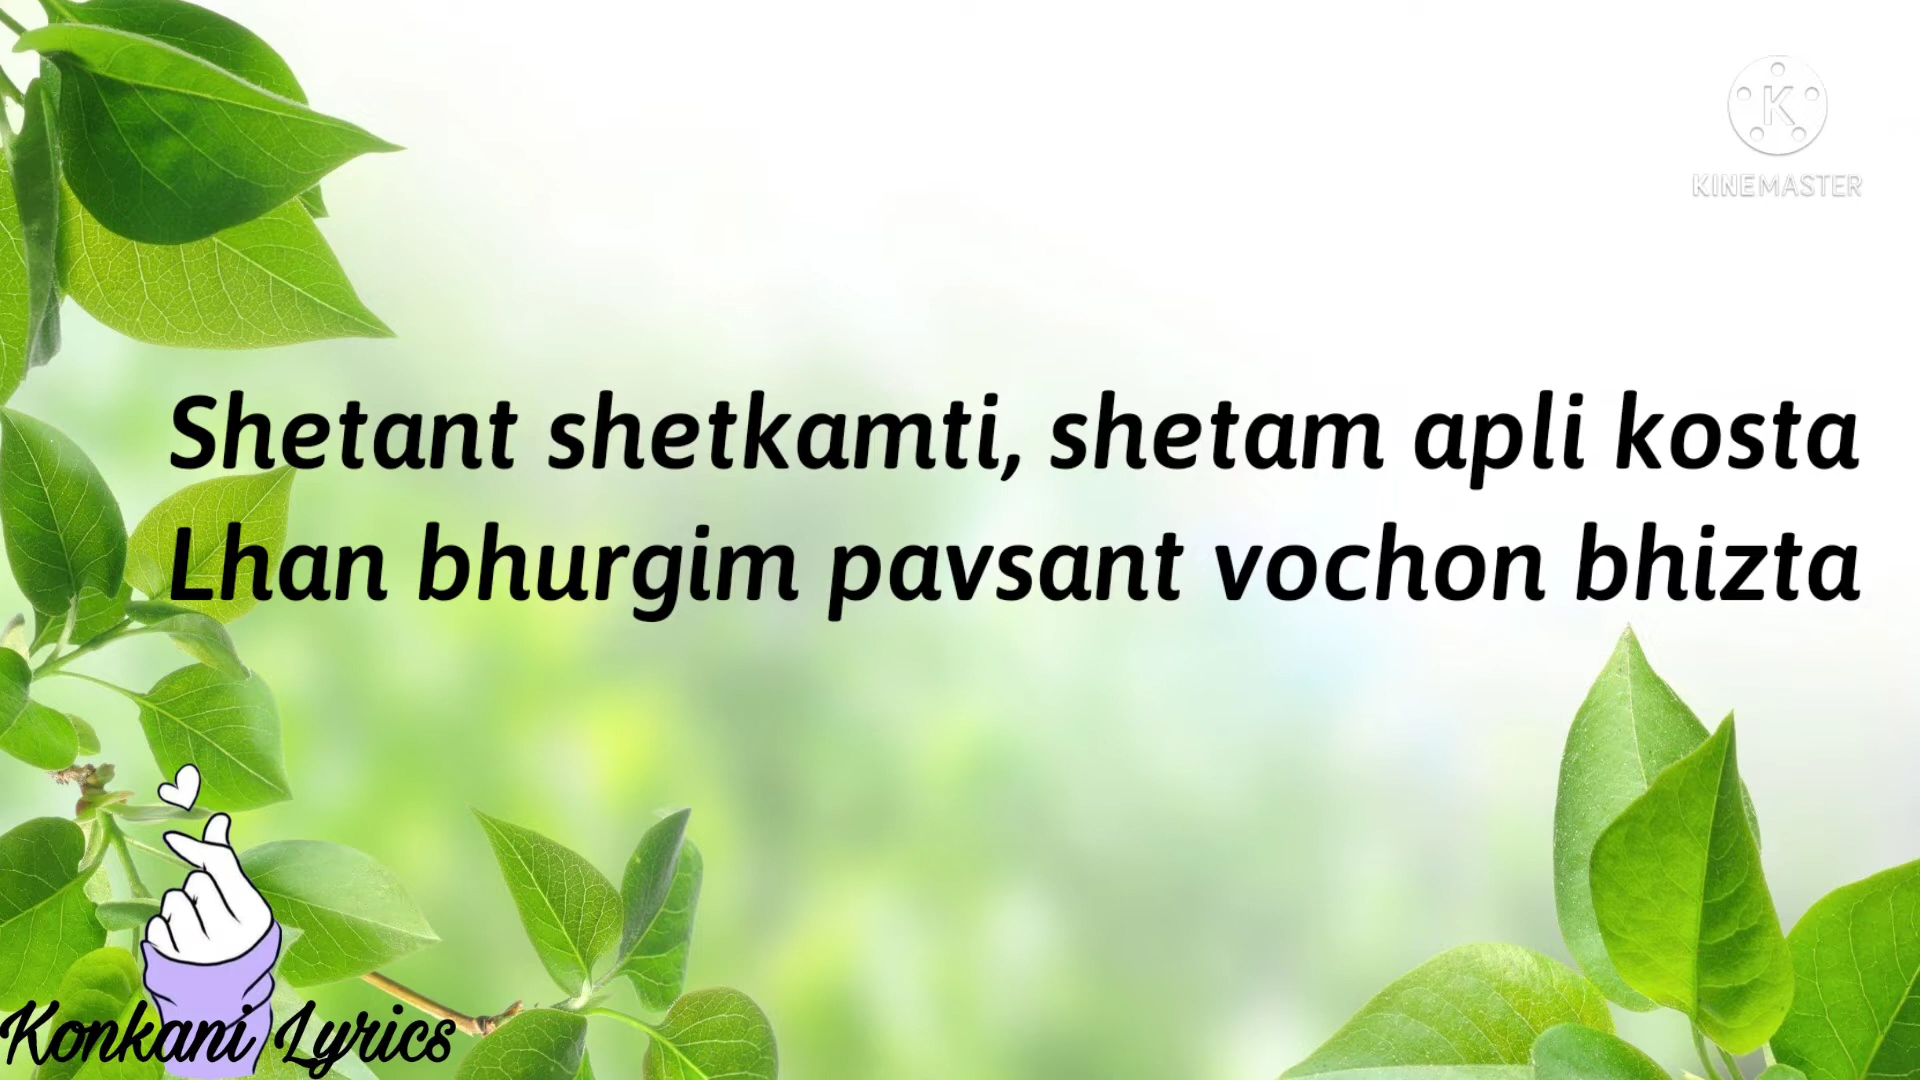 K
KINEMASTER
Shetant shetkamti, shetam apli kosta
Lhan bhurgim pavsant vochon bhizta
Konkani Lyrics